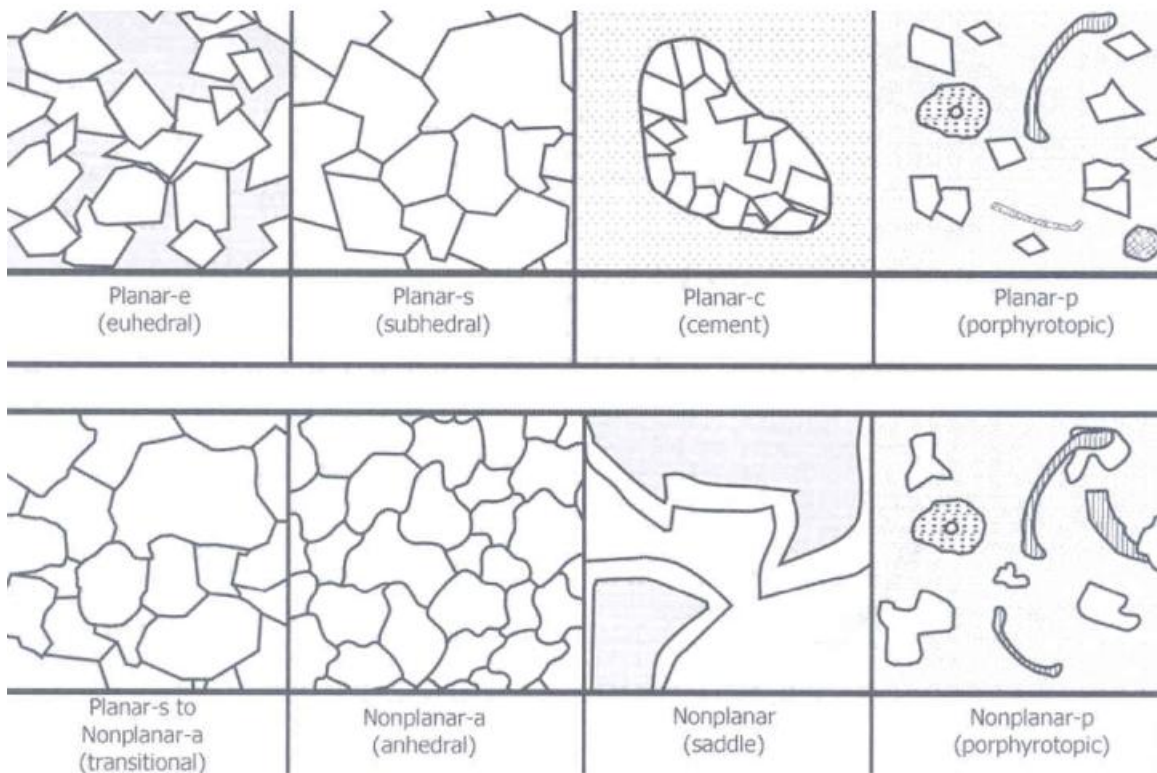 Planar-e
(euhedral)
Planar-s
(subhedral)
Planar-c
(cement)
Planar-p
(porphyrotopic)
Planar-s to
Nonplanar-a
(transitional)
Nonplanar-a
(anhedral)
Nonplanar
(saddle)
Nonplanar-p
(porphyrotopic)